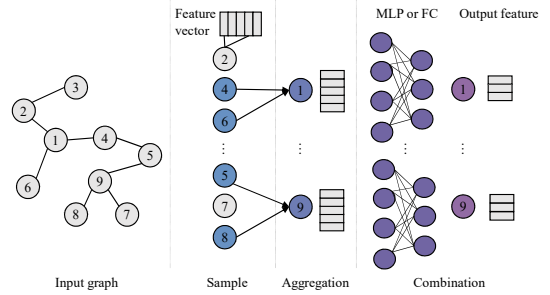 Feature
vector
MLP or FC
Output feature
2
3
2
1
4
5
6
9
8
7
4
6
1
1
⋮
⋮
⋮
⋮
5
7
8
9
9
Input graph
Sample
Aggregation
Combination